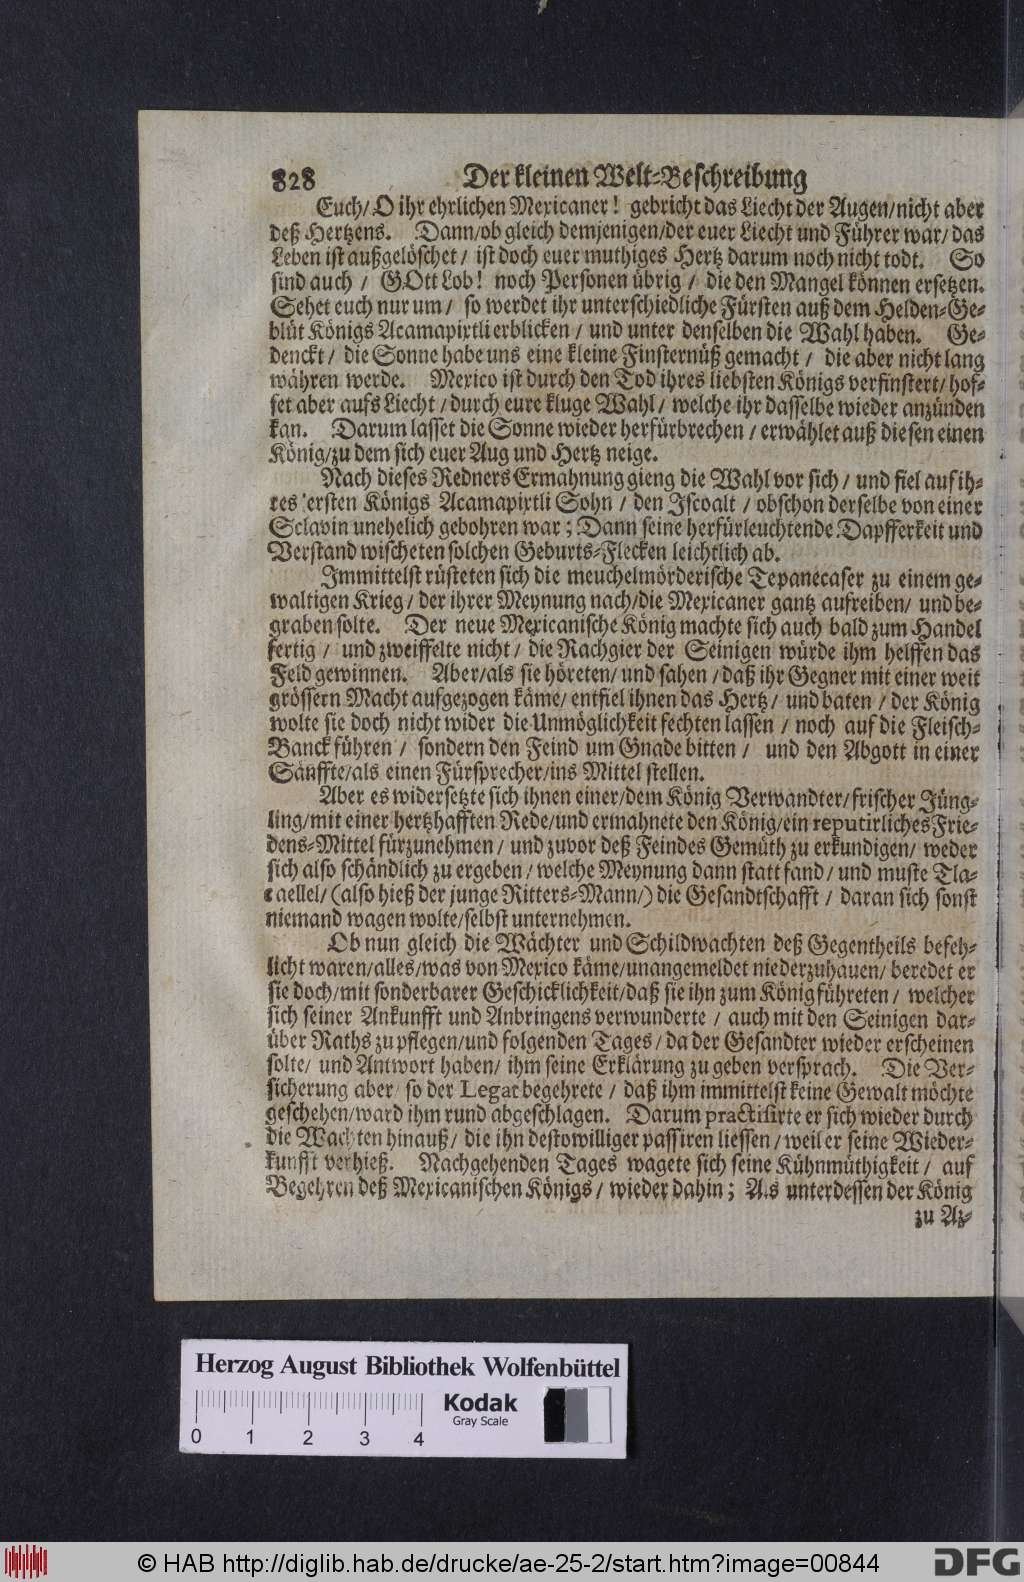 828 Der kleinen Welt-Beschreibung
Euch/ O ihr ehrlichen Mexicaner! gebricht das Liecht der Augen/ nicht aber
deß Hertzens. Dann/ ob gleich demjenigen/ der euer Liecht und Führer war/ das
Leben ist außgelöschet/ ist doch euer muthiges Hertz darum noch nicht todt. So
sind auch / GOtt Lob! noch Personen übrig / die den Mangel können ersetzen.
Sehet euch nur um/ so werdet ihr unterschiedliche Fürsten auß dem Helden-Ge-
blüt Königs Acamapixtli erblicken / und unter denselben die Wahl haben. Ge-
denckt / die Sonne habe uns eine kleine Finsternüß gemacht / die aber nicht lang
währen werde. Mexico ist durch den Tod ihres liebsten Königs verfinstert/ hof-
fet aber aufs Liecht / durch eure kluge Wahl / welche ihr dasselbe wieder anzünden
kan. Darum lasset die Sonne wieder herfürbrechen / erwählet auß diesen einen
König/ zu dem sich euer Aug und Hertz neige.
Nach dieses Redners Ermahnung gieng die Wahl vor sich / und fiel auf ih-
res ersten Königs Acamapixtli Sohn / den Iscoalt / obschon derselbe von einer
Sclavin unehelich gebohren war; Dann seine herfürleuchtende Dapfferkeit und
Verstand wischeten solchen Geburts-Flecken leichtlich ab.
Immittelst rüsteten sich die meuchelmörderische Tepanecaser zu einem ge-
waltigen Krieg / der ihrer Meynung nach/ die Mexicaner gantz aufreiben/ und be-
graben solte. Der neue Mexicanische König machte sich auch bald zum Handel
fertig / und zweiffelte nicht / die Rachgier der Seinigen würde ihm helffen das
Feld gewinnen. Aber/ als sie höreten/ und sahen / daß ihr Gegner mit einer weit
grössern Macht aufgezogen käme/ entfiel ihnen das Hertz / und baten / der König
wolte sie doch nicht wider die Unmöglichkeit fechten lassen / noch auf die Fleisch-
Banck führen / sondern den Feind um Gnade bitten / und den Abgott in einer
Sänffte/ als einen Fürsprecher/ ins Mittel stellen.
Aber es widersetzte sich ihnen einer/ dem König Verwandter/ frischer Jüng-
ling/ mit einer hertzhafften Rede/ und ermahnete den König/ ein reputirliches Frie-
dens-Mittel fürzunehmen / und zuvor deß Feindes Gemüth zu erkundigen/ weder
sich also schändlich zu ergeben / welche Meynung dann statt fand / und muste Tla-
caellel/ (also hieß der junge Ritters-Mann/) die Gesandtschafft / daran sich sonst
niemand wagen wolte/ selbst unternehmen.
Ob nun gleich die Wächter und Schildwachten deß Gegentheils befeh-
licht waren/ alles/ was von Mexico käme/ unangemeldet niederzuhauen/ beredet er
sie doch/ mit sonderbarer Geschicklichkeit/ daß sie ihn zum König führeten / welcher
sich seiner Ankunfft und Anbringens verwunderte / auch mit den Seinigen dar-
über Raths zu pflegen/ und folgenden Tages / da der Gesandter wieder erscheinen
solte/ und Antwort haben/ ihm seine Erklärung zu geben versprach. Die Ver-
sicherung aber/ so der Legat begehrete / daß ihm immittelst keine Gewalt möchte
geschehen/ ward ihm rund abgeschlagen. Darum practisirte er sich wieder durch
die Wachten hinauß/ die ihn destowilliger passiren liessen / weil er seine Wieder-
kunfft verhieß. Nachgehenden Tages wagete sich seine Kühnmüthigkeit / auf
Begehren deß Mexicanischen Königs / wieder dahin; Als unterdessen der König
zu Az-
Herzog August Bibliothek Wolfenbüttel
Kodak
Gray Scale
0 1 2 3 4
© HAB http://diglib.hab.de/drucke/ae-25-2/start.htm?image=00844
DFG